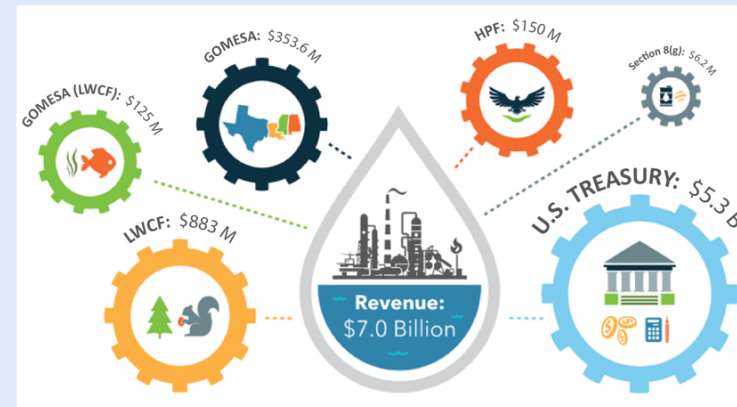 GOMESA: $353.6 M
HPF: $150 M
Section 8(g): $6.2 M
GOMESA (LWCF): $125 M
U.S. TREASURY: $5.3 B
LWCF: $883 M
Revenue:
$7.0 Billion